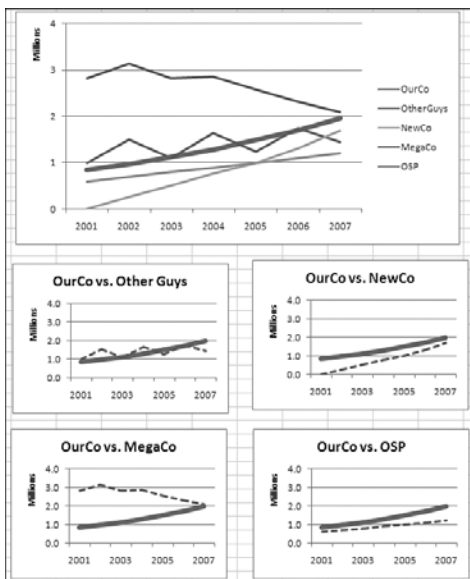 Millions
4
3
2
1
0
2001 2002 2003 2004 2005 2006 2007
OurCo
OtherGuys
NewCo
MegaCo
OSP
OurCo vs. Other Guys
Millions
4.0
3.0
2.0
1.0
0.0
2001 2003 2005 2007
OurCo vs. NewCo
Millions
4.0
3.0
2.0
1.0
0.0
2001 2003 2005 2007
OurCo vs. MegaCo
Millions
4.0
3.0
2.0
1.0
0.0
2001 2003 2005 2007
OurCo vs. OSP
Millions
4.0
3.0
2.0
1.0
0.0
2001 2003 2005 2007